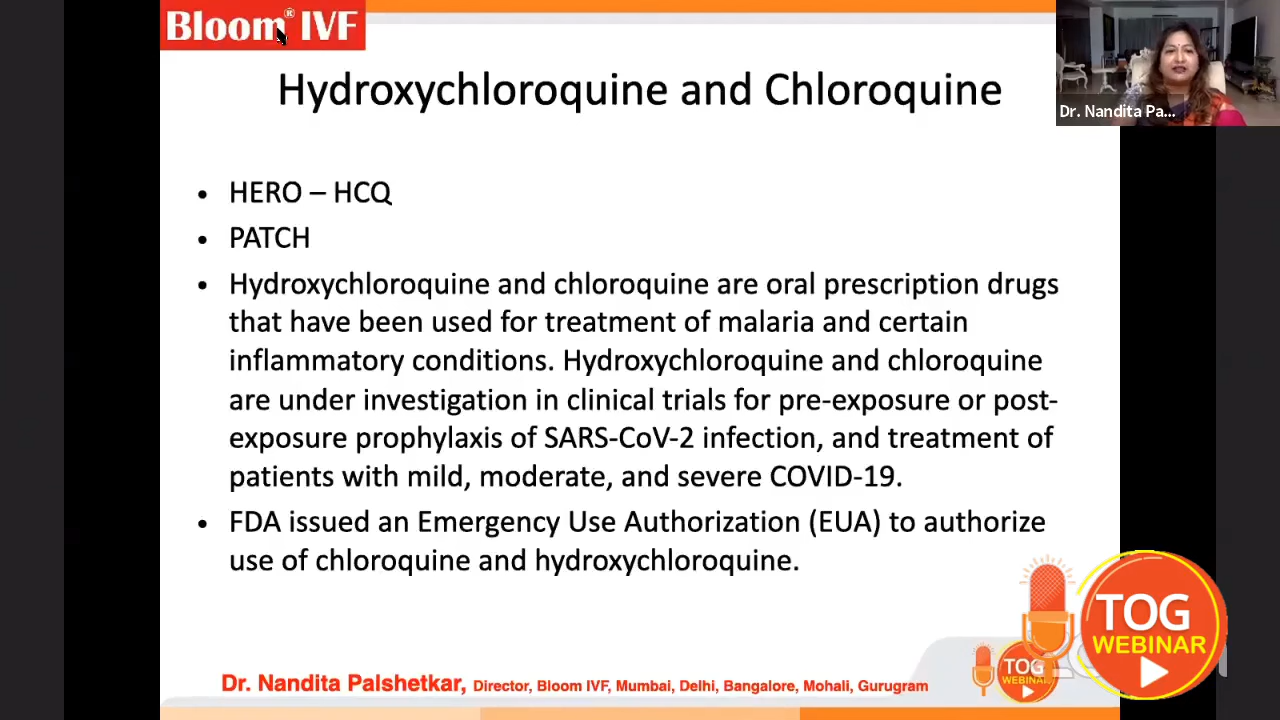 Bloom® IVF
Hydroxychloroquine and Chloroquine
Dr. Nandita Pa...
• HERO – HCQ
• PATCH
• Hydroxychloroquine and chloroquine are oral prescription drugs
that have been used for treatment of malaria and certain
inflammatory conditions. Hydroxychloroquine and chloroquine
are under investigation in clinical trials for pre-exposure or post-
exposure prophylaxis of SARS-CoV-2 infection, and treatment of
patients with mild, moderate, and severe COVID-19.
• FDA issued an Emergency Use Authorization (EUA) to authorize
use of chloroquine and hydroxychloroquine.
TOG
WEBINAR
TOG
WEBINAR
Dr. Nandita Palshetkar, Director, Bloom IVF, Mumbai, Delhi, Bangalore, Mohali, Gurugram